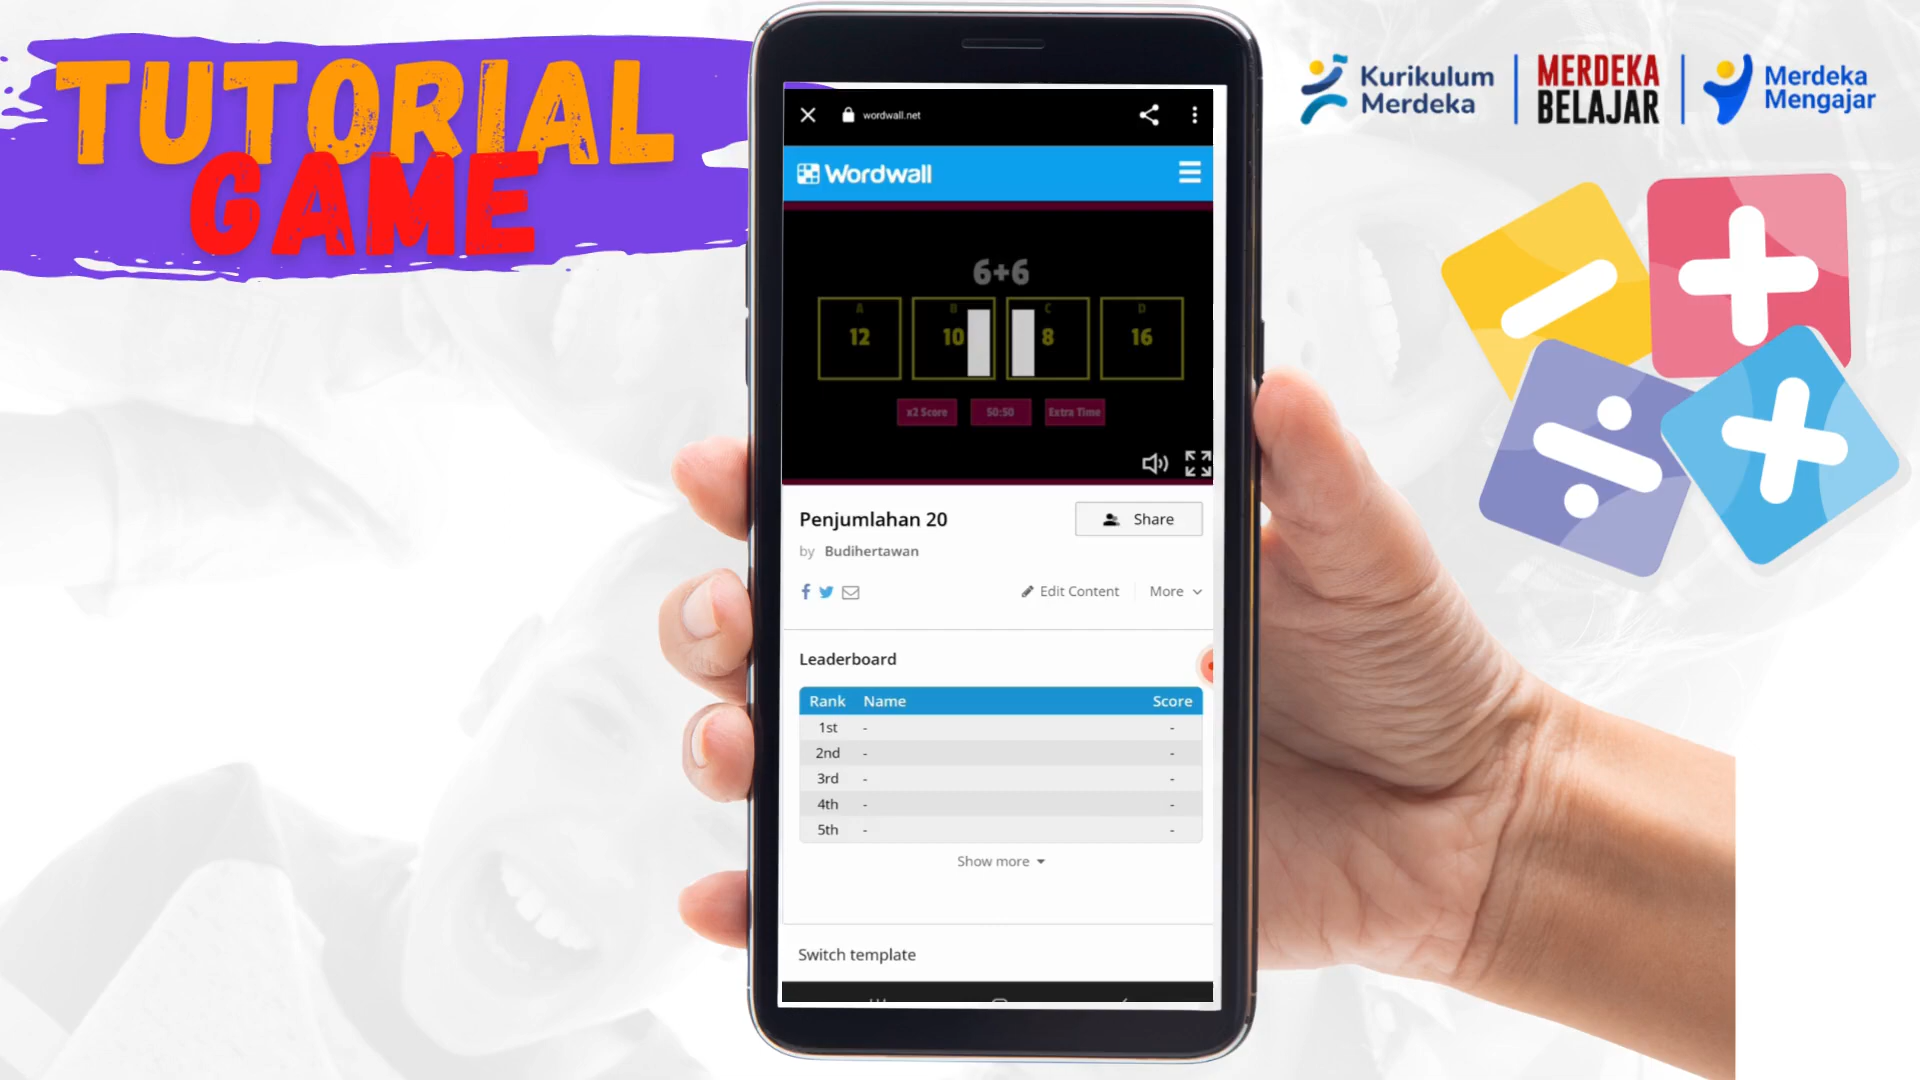 TUTORIAL
GAME
Kurikulum
Merdeka
MERDEKA
BELAJAR
Merdeka
Mengajar
wordwall.net
Wordwall
6+6
A
12
B
10
C
8
D
16
x2 Score
50:50
Extra Time
Penjumlahan 20
Share
by Budihertawan
Edit Content
More
Leaderboard
Rank Name Score
1st - -
2nd - -
3rd - -
4th - -
5th - -
Show more
Switch template